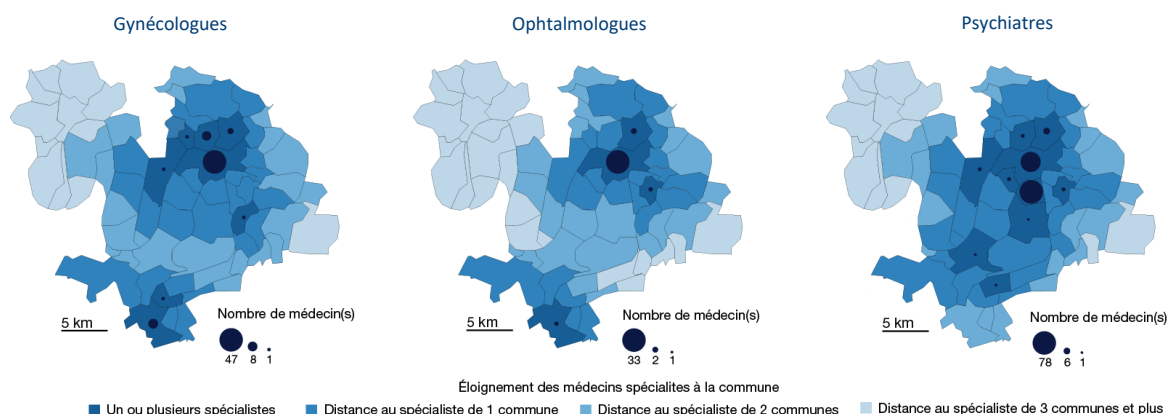 Gynécologues
Ophtalmologues
Psychiatres
Nombre de médecin(s)
5 km
47 8 1
Nombre de médecin(s)
5 km
33 2 1
Nombre de médecin(s)
5 km
78 6 1
Éloignement des médecins spécialites à la commune
Un ou plusieurs spécialistes Distance au spécialiste de 1 commune Distance au spécialiste de 2 communes Distance au spécialiste de 3 communes et plus